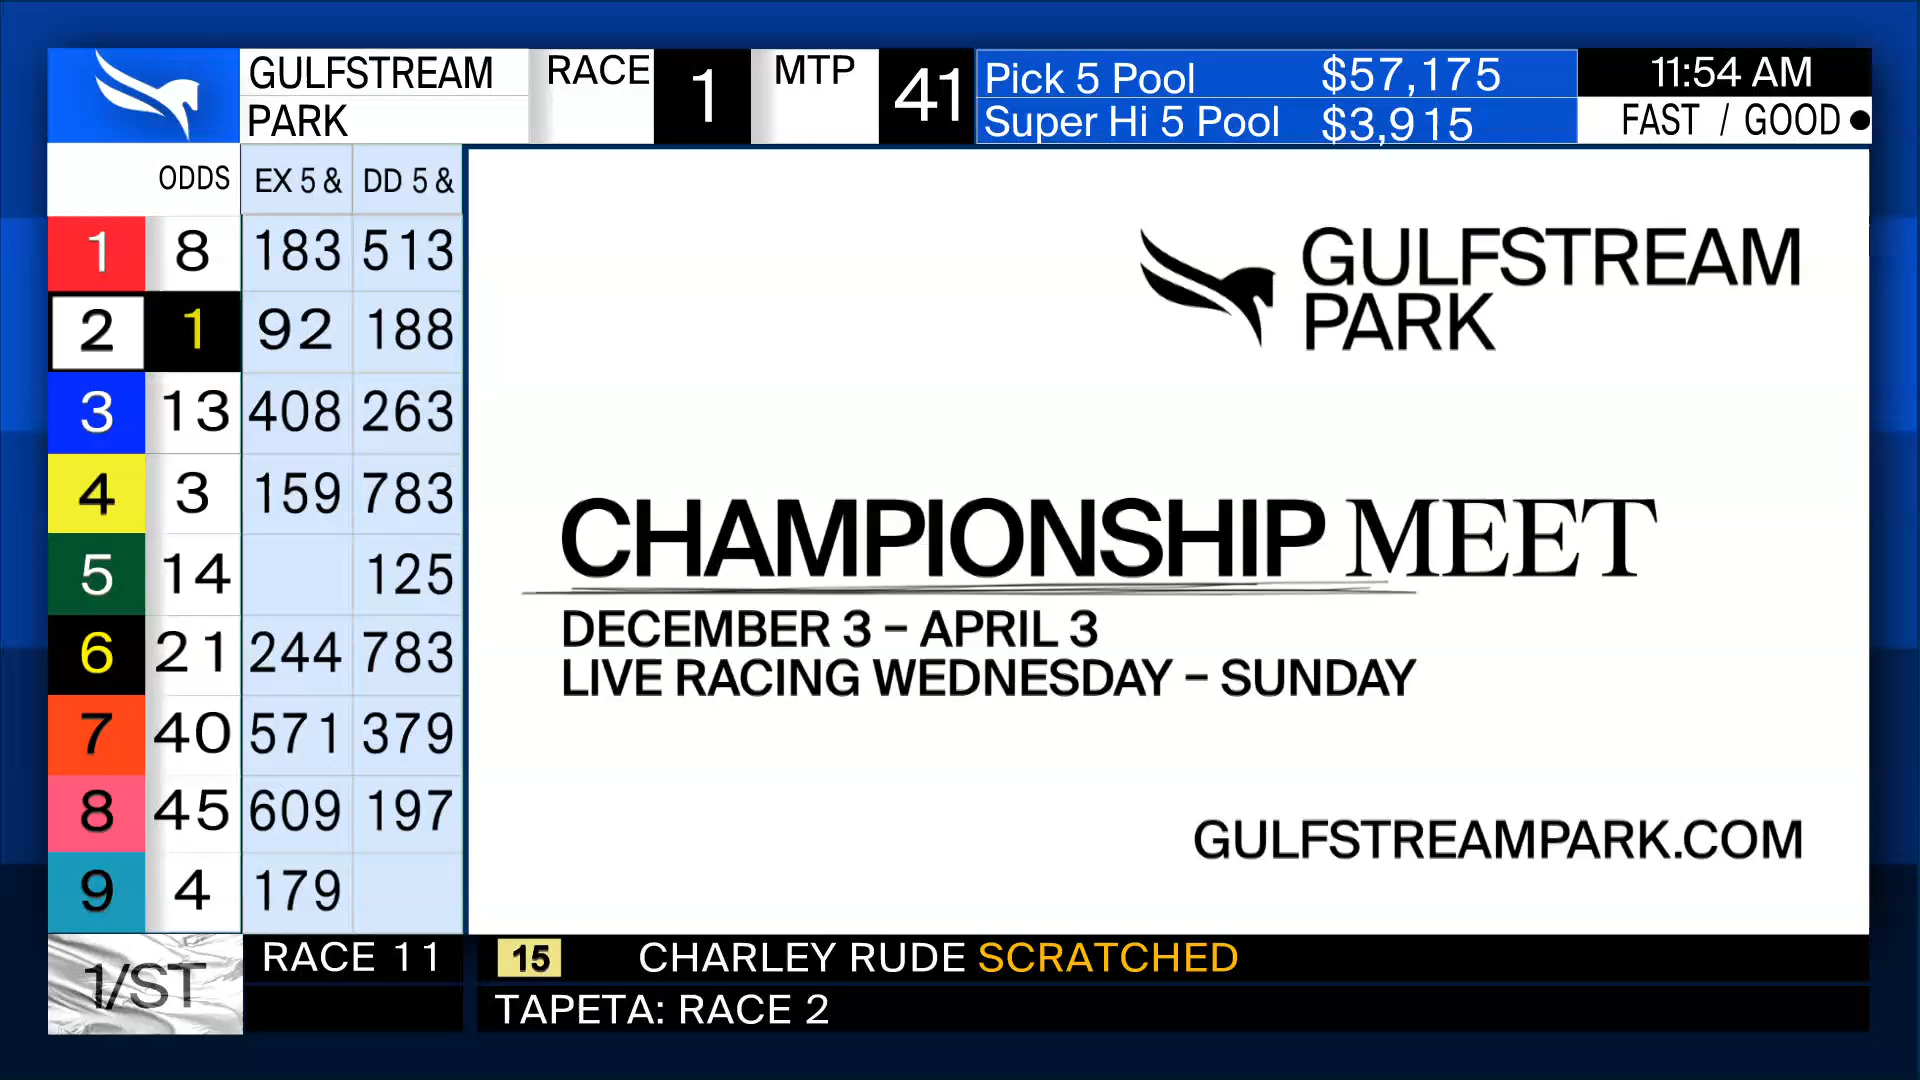 GULFSTREAM PARK RACE 1 MTP 41 Pick 5 Pool $57,175 11:54 AM
Super Hi 5 Pool $3,915 FAST / GOOD
ODDS EX 5 & DD 5 &
1 8 183 513
2 1 92 188
3 13 408 263
4 3 159 783
5 14 125
6 21 244 783
7 40 571 379
8 45 609 197
9 4 179
GULFSTREAM
PARK
CHAMPIONSHIP MEET
DECEMBER 3 – APRIL 3
LIVE RACING WEDNESDAY – SUNDAY
GULFSTREAMPARK.COM
1/ST RACE 11 15 CHARLEY RUDE SCRATCHED
TAPETA: RACE 2